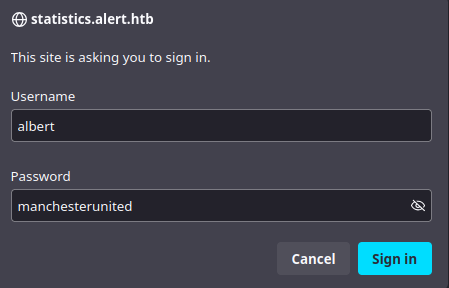 statistics.alert.htb
This site is asking you to sign in.
Username
albert
Password
manchesterunited
Cancel Sign in